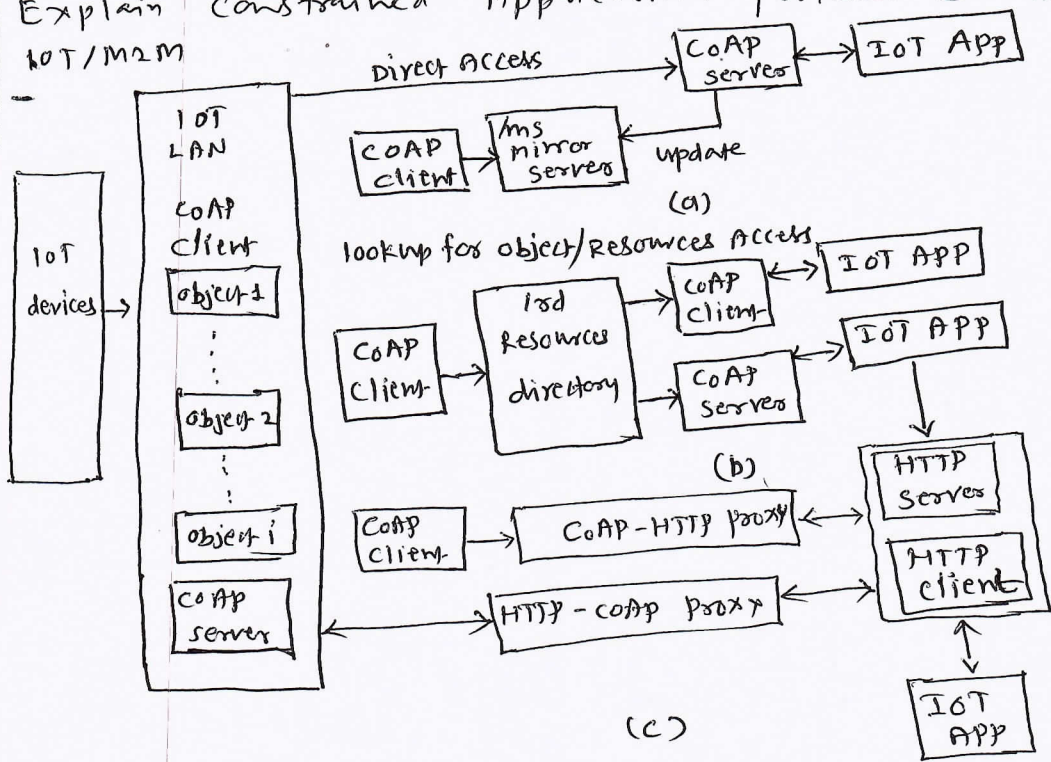 Explain Constrained
IOT/M2M
Direct Access
CoAP
server
IoT App
IOT
LAN
COAP
client
/ms
mirror
server
update
(a)
IoT
devices
CoAP
client
object 1
object 2
object i
COAP
server
lookup for object/Resources Access
CoAP
client
/rd
Resources
directory
COAP
client
IOT APP
COAP
server
IOT APP
(b)
CoAP
client
CoAP-HTTP proxy
HTTP-COAP proxy
HTTP
server
HTTP
client
IOT
APP
(c)